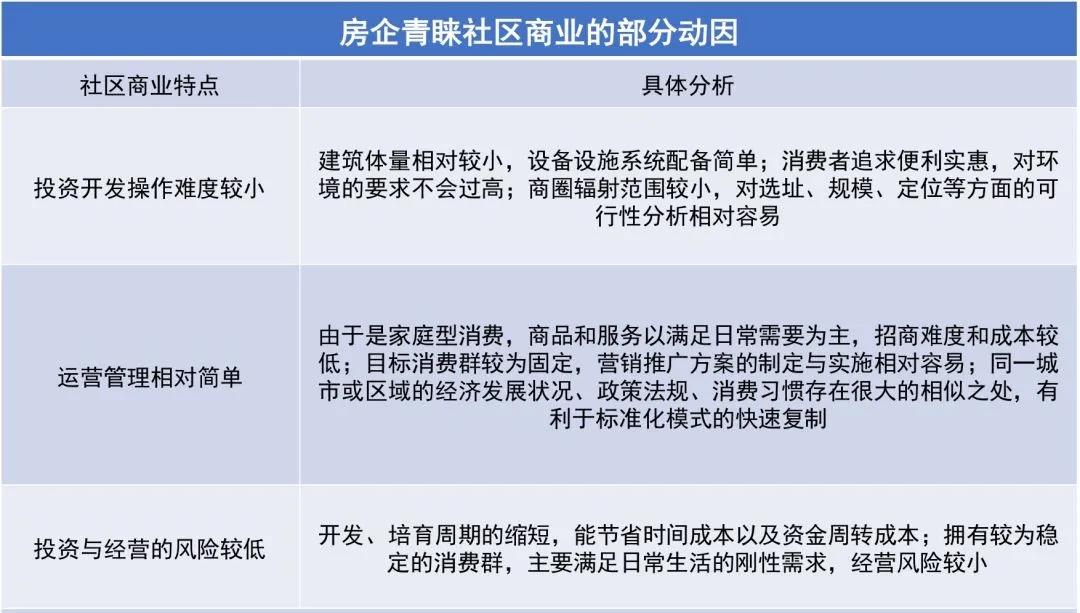 房企青睐社区商业的部分动因
社区商业特点
具体分析
投资开发操作难度较小
建筑体量相对较小，设备设施系统配备简单；消费者追求便利实惠，对环
境的要求不会过高；商圈辐射范围较小，对选址、规模、定位等方面的可
行性分析相对容易
运营管理相对简单
由于是家庭型消费，商品和服务以满足日常需要为主，招商难度和成本较
低；目标消费群较为固定，营销推广方案的制定与实施相对容易；同一城
市或区域的经济发展状况、政策法规、消费习惯存在很大的相似之处，有
利于标准化模式的快速复制
投资与经营的风险较低
开发、培育周期的缩短，能节省时间成本以及资金周转成本；拥有较为稳
定的消费群，主要满足日常生活的刚性需求，经营风险较小